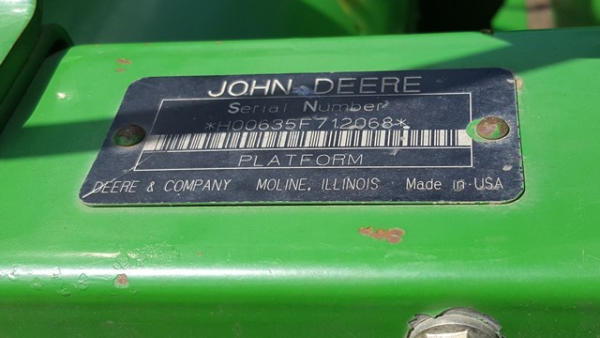 JOHN DEERE
Serial Number
*H00635F712068*
PLATFORM
DEERE & COMPANY MOLINE, ILLINOIS Made in USA